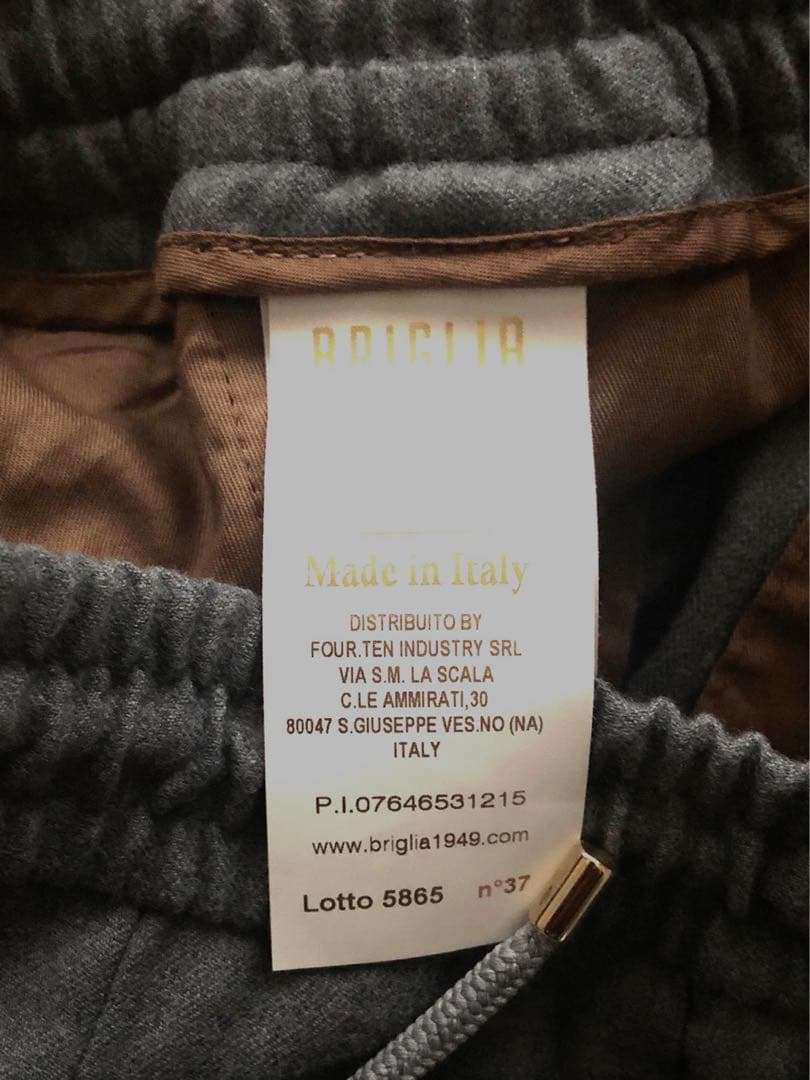 BRIGLIA
Made in Italy
DISTRIBUITO BY
FOUR.TEN INDUSTRY SRL
VIA S.M. LA SCALA
C.LE AMMIRATI,30
80047 S.GIUSEPPE VES.NO (NA)
ITALY
P.I.07646531215
www.briglia1949.com
Lotto 5865 n°37